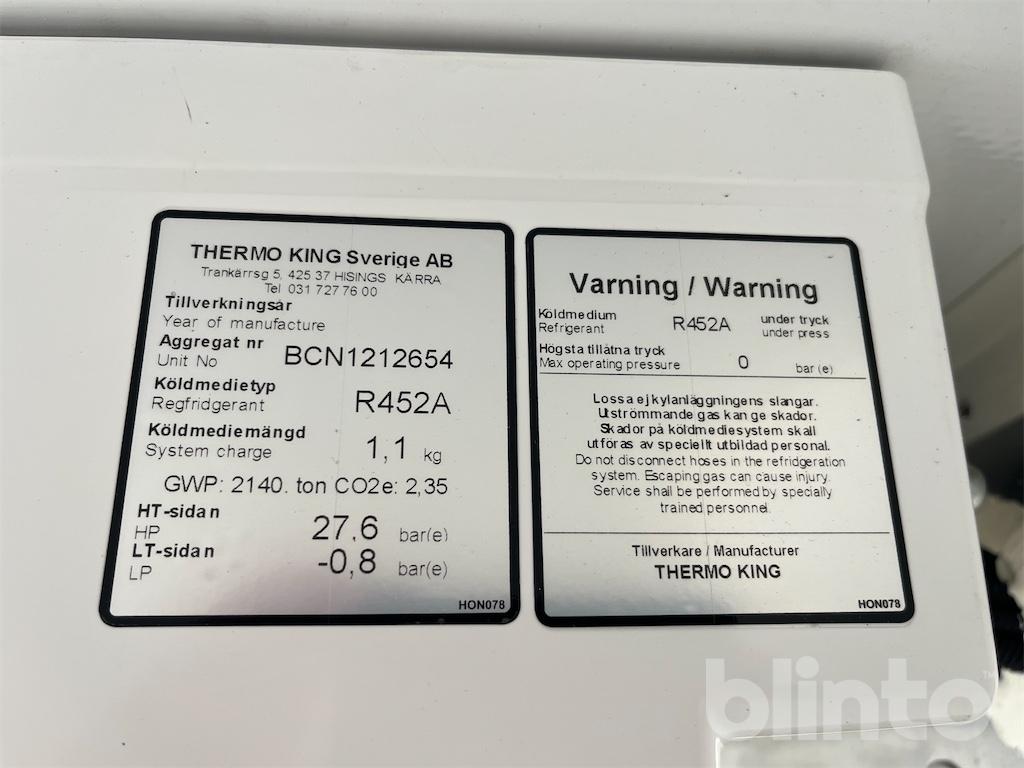 THERMO KING Sverige AB
Trankärrsg 5, 425 37 HISINGS KÄRRA
Tel 031 727 76 00
Tillverkningsår
Year of manufacture
Aggregat nr
Unit No BCN1212654
Köldmedietyp
Regfridgerant R452A
Köldmediemängd
System charge 1,1 kg
GWP: 2140. ton CO2e: 2,35
HT-sidan
HP 27,6 bar(e)
LT-sidan
LP -0,8 bar(e)
HON078
Varning / Warning
Köldmedium R452A under tryck
Refrigerant under press
Högsta tillåtna tryck
Max operating pressure 0 bar (e)
Lossa ej kylanläggningens slangar.
Utströmmande gas kan ge skador.
Skador på köldmediesystem skall
utföras av speciellt utbildad personal.
Do not disconnect hoses in the refridgeration
system. Escaping gas can cause injury.
Service shall be performed by specially
trained personnel.
Tillverkare / Manufacturer
THERMO KING
HON078
blinto™